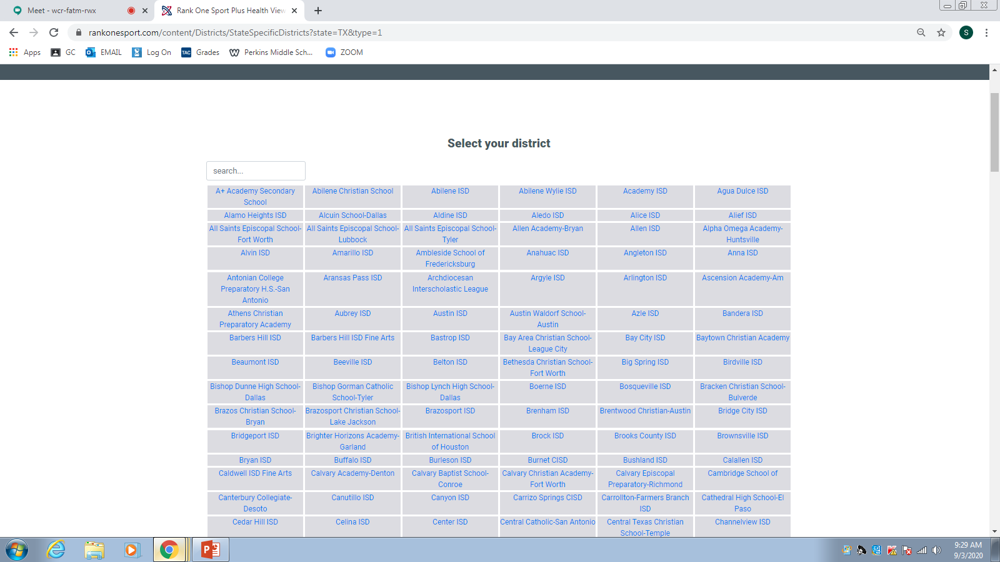 Meet - wcr-fatm-rwx
Rank One Sport Plus Health View
rankonesport.com/content/Districts/StateSpecificDistricts?state=TX&type=1
S
Apps
GC
EMAIL
Log On
TAC
Grades
Perkins Middle Sch...
ZOOM
Select your district
search...
A+ Academy Secondary
School
Abilene Christian School
Abilene ISD
Abilene Wylie ISD
Academy ISD
Agua Dulce ISD
Alamo Heights ISD
Alcuin School-Dallas
Aldine ISD
Aledo ISD
Alice ISD
Alief ISD
All Saints Episcopal School-
Fort Worth
All Saints Episcopal School-
Lubbock
All Saints Episcopal School-
Tyler
Allen Academy-Bryan
Allen ISD
Alpha Omega Academy-
Huntsville
Alvin ISD
Amarillo ISD
Ambleside School of
Fredericksburg
Anahuac ISD
Angleton ISD
Anna ISD
Antonian College
Preparatory H.S.-San
Antonio
Aransas Pass ISD
Archdiocesan
Interscholastic League
Argyle ISD
Arlington ISD
Ascension Academy-Am
Athens Christian
Preparatory Academy
Aubrey ISD
Austin ISD
Austin Waldorf School-
Austin
Azle ISD
Bandera ISD
Barbers Hill ISD
Barbers Hill ISD Fine Arts
Bastrop ISD
Bay Area Christian School-
League City
Bay City ISD
Baytown Christian Academy
Beaumont ISD
Beeville ISD
Belton ISD
Bethesda Christian School-
Fort Worth
Big Spring ISD
Birdville ISD
Bishop Dunne High School-
Dallas
Bishop Gorman Catholic
School-Tyler
Bishop Lynch High School-
Dallas
Boerne ISD
Bosqueville ISD
Bracken Christian School-
Bulverde
Brazos Christian School-
Bryan
Brazosport Christian School-
Lake Jackson
Brazosport ISD
Brenham ISD
Brentwood Christian-Austin
Bridge City ISD
Bridgeport ISD
Brighter Horizons Academy-
Garland
British International School
of Houston
Brock ISD
Brooks County ISD
Brownsville ISD
Bryan ISD
Buffalo ISD
Burleson ISD
Burnet CISD
Bushland ISD
Calallen ISD
Caldwell ISD Fine Arts
Calvary Academy-Denton
Calvary Baptist School-
Conroe
Calvary Christian Academy-
Fort Worth
Calvary Episcopal
Preparatory-Richmond
Cambridge School of
Canterbury Collegiate-
Desoto
Canutillo ISD
Canyon ISD
Carrizo Springs CISD
Carrollton-Farmers Branch
ISD
Cathedral High School-El
Paso
Cedar Hill ISD
Celina ISD
Center ISD
Central Catholic-San Antonio
Central Texas Christian
School-Temple
Channelview ISD
9:29 AM
9/3/2020